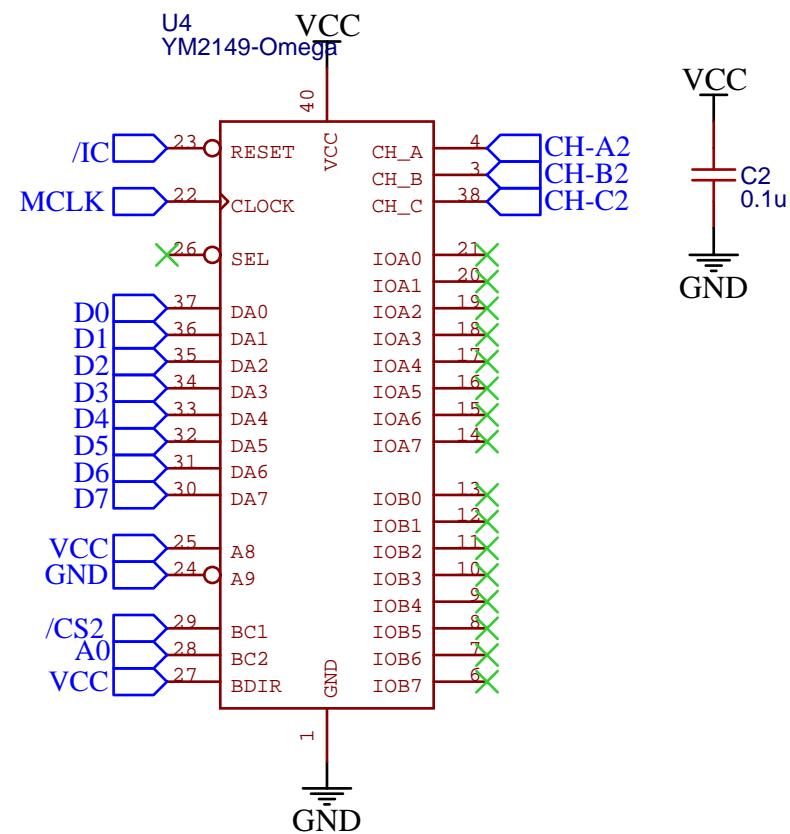 U4
YM2149-Omega
VCC
40
VCC
/IC 23 RESET
MCLK 22 CLOCK
26 SEL
D0 37 DA0
D1 36 DA1
D2 35 DA2
D3 34 DA3
D4 33 DA4
D5 32 DA5
D6 31 DA6
D7 30 DA7
VCC 25 A8
GND 24 A9
/CS2 29 BC1
A0 28 BC2
VCC 27 BDIR
CH_A 4 CH-A2
CH_B 3 CH-B2
CH_C 38 CH-C2
IOA0 21
IOA1 20
IOA2 19
IOA3 18
IOA4 17
IOA5 16
IOA6 15
IOA7 14
IOB0 13
IOB1 12
IOB2 11
IOB3 10
IOB4 9
IOB5 8
IOB6 7
IOB7 6
GND
1
GND
VCC
C2
0.1u
GND